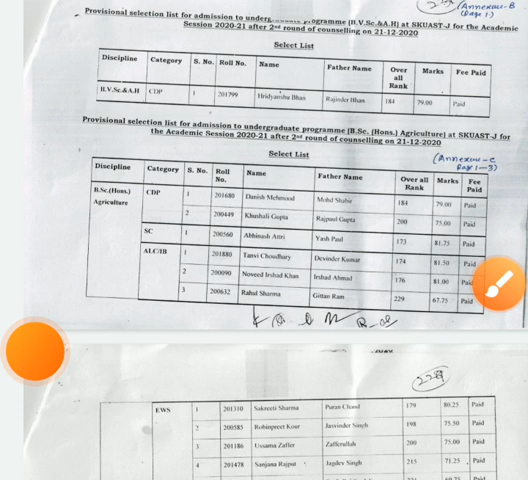 (Annexure-B
(Page 1)
Provisional selection list for admission to programme (B.V.Sc.&A.H) at SKUAST-J for the Academic
Session 2020-21 after 2nd round of counselling on 21-12-2020
Select List
Discipline Category S. No. Roll No. Name Father Name Over all Rank Marks Fee Paid
B.V.Sc.&A.H CDP 1 201799 Hridyanshu Bhan Rajinder Bhan 184 79.00 Paid
Provisional selection list for admission to undergraduate programme [B.Sc. (Hons.) Agriculture] at SKUAST-J for
the Academic Session 2020-21 after 2nd round of counselling on 21-12-2020
Select List
(Annexure-C
Page 1-3)
Discipline Category S. No. Roll No. Name Father Name Over all Rank Marks Fee Paid
B.Sc.(Hons.) Agriculture CDP 1 201680 Danish Mehmood Mohd Shabir 184 79.00 Paid
2 200449 Khushali Gupta Rajpaul Gupta 200 75.00 Paid
SC 1 200560 Abhinash Attri Yash Paul 173 81.75 Paid
ALC/IB 1 201880 Tanvi Choudhary Devinder Kumar 174 81.50 Paid
2 200090 Noveed Irshad Khan Irshad Ahmad 176 81.00 Paid
3 200632 Rahul Sharma Gittan Ram 229 67.75 Paid
EWS 1 201310 Sakreeti Sharma Puran Chand 179 80.25 Paid
2 200585 Robinpreet Kour Jaswinder Singh 198 75.50 Paid
3 201186 Ussama Zaffer Zafferullah 200 75.00 Paid
4 201478 Sanjana Rajput Jagdev Singh 215 71.25 Paid